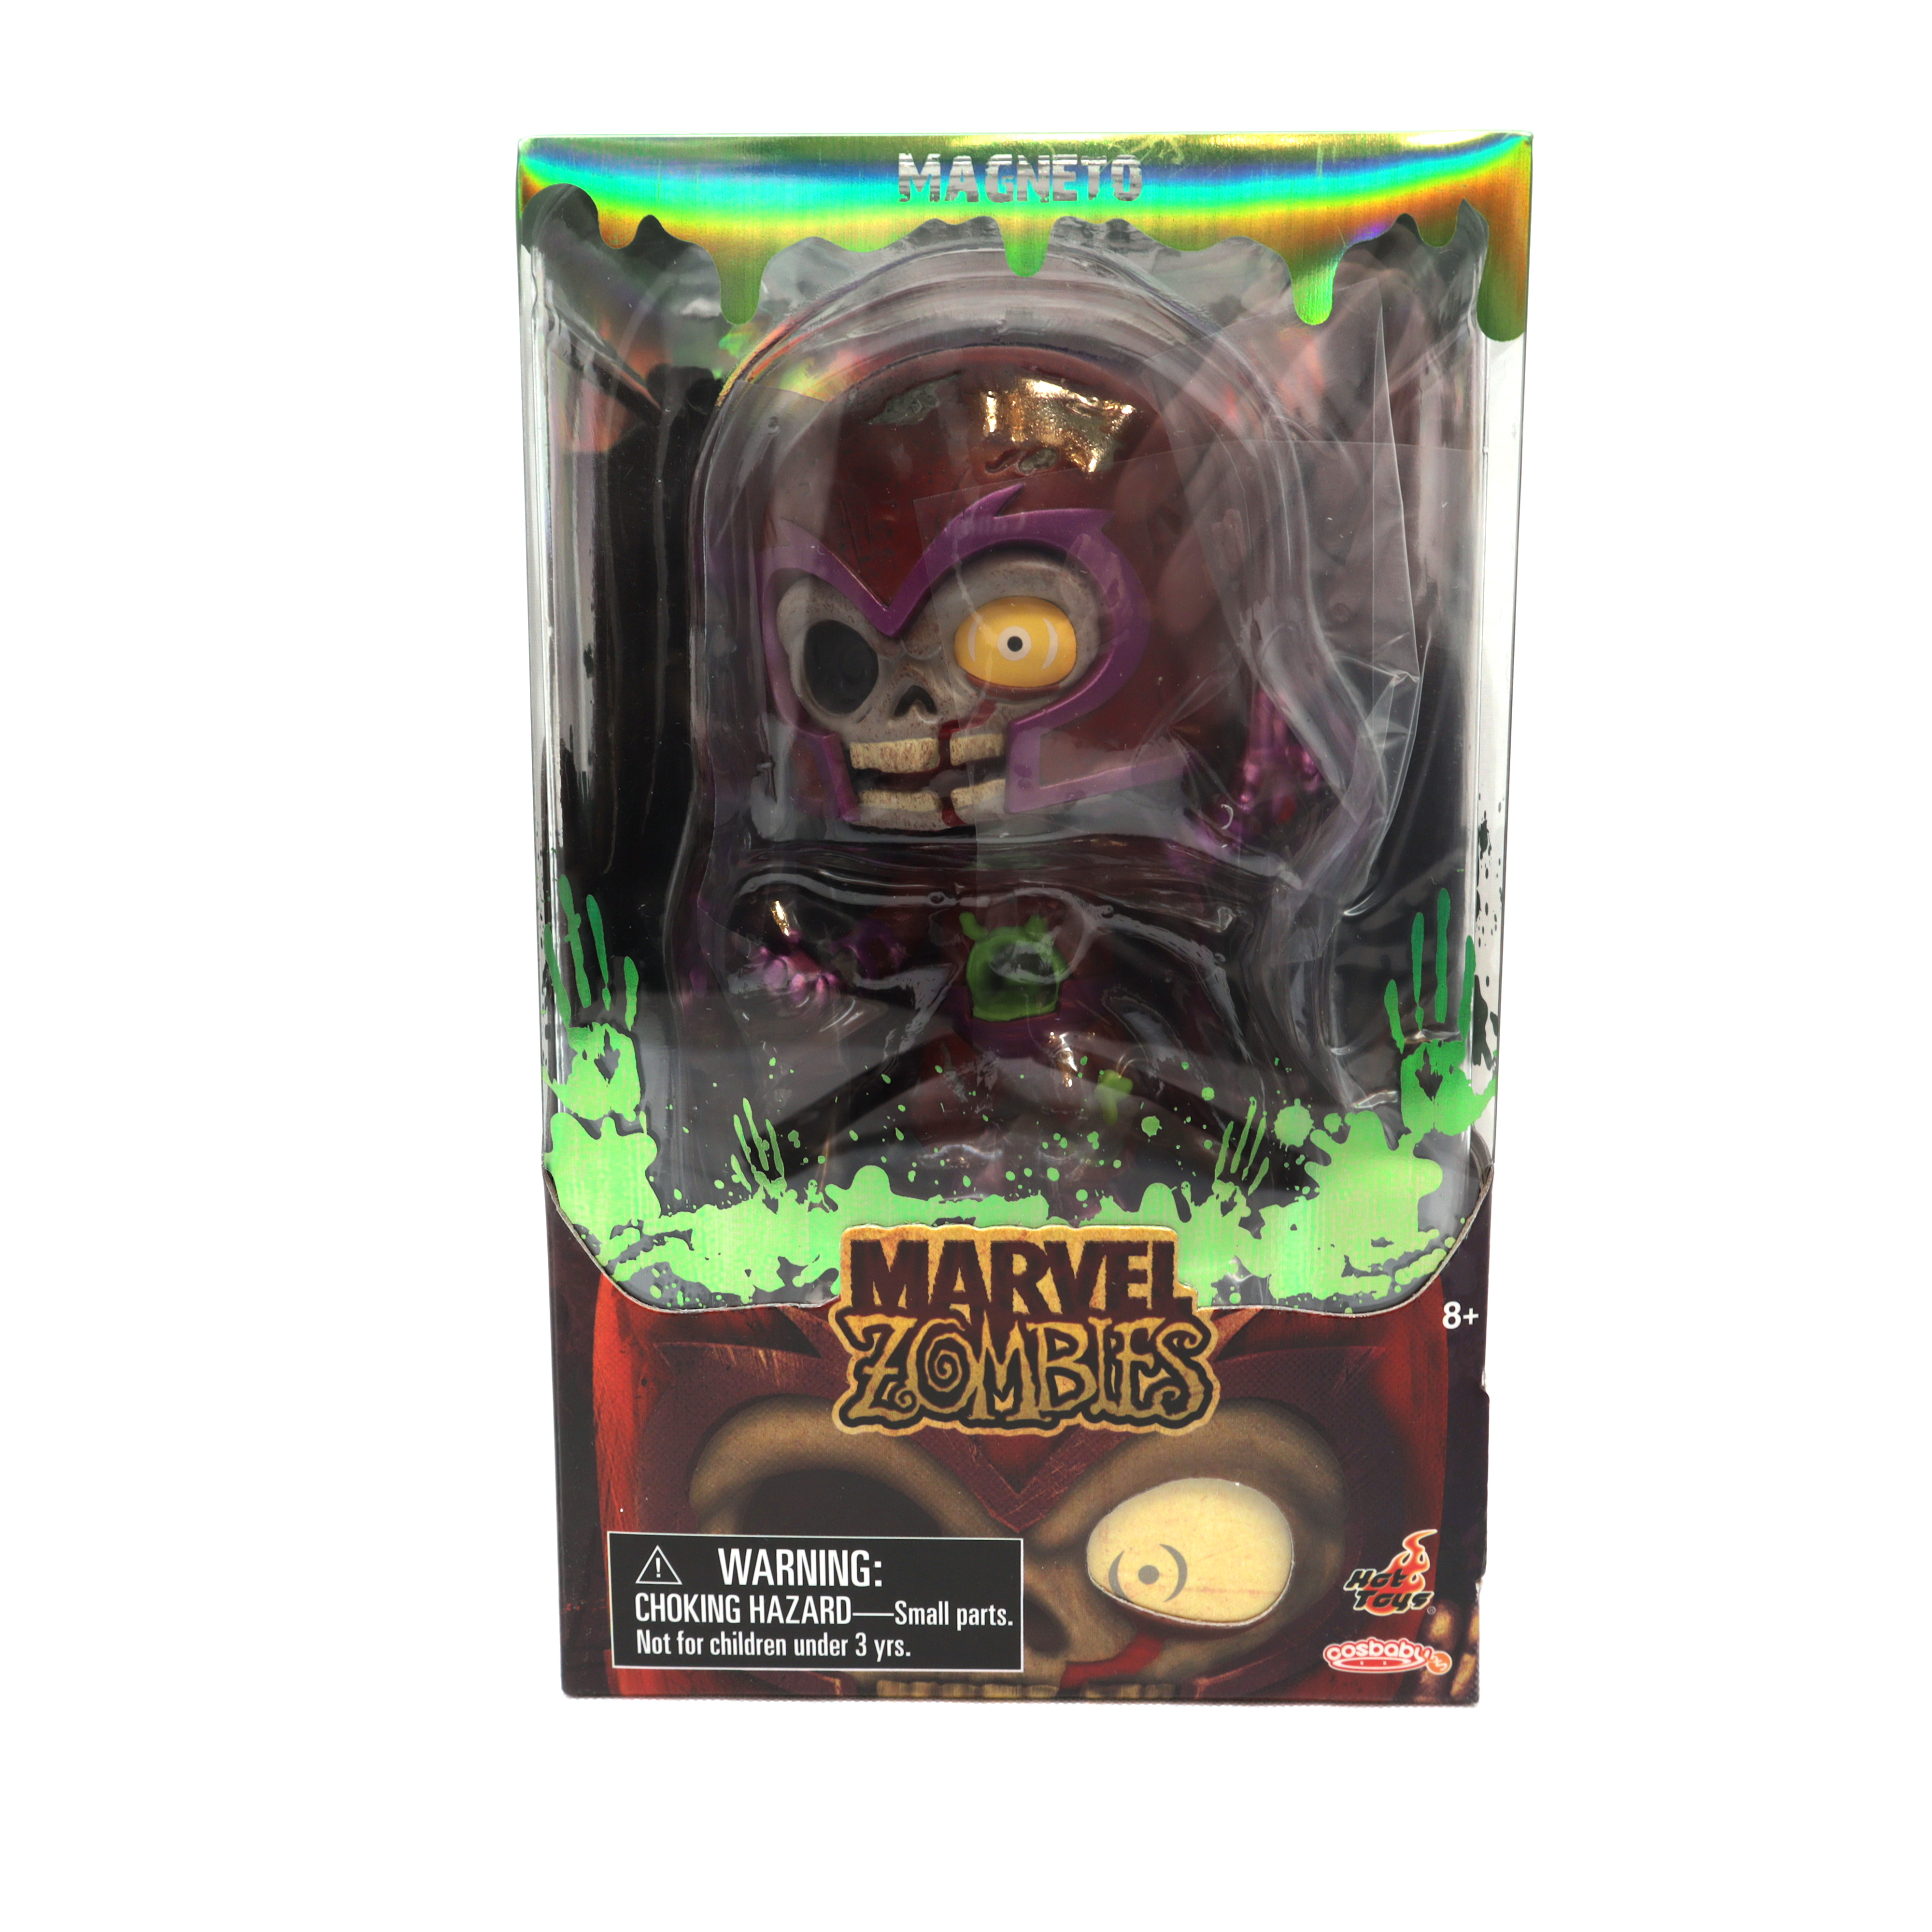 MAGNETO
MARVEL
ZOMBIES
8+
WARNING:
CHOKING HAZARD—Small parts.
Not for children under 3 yrs.
Hot
Toys®
cosbaby